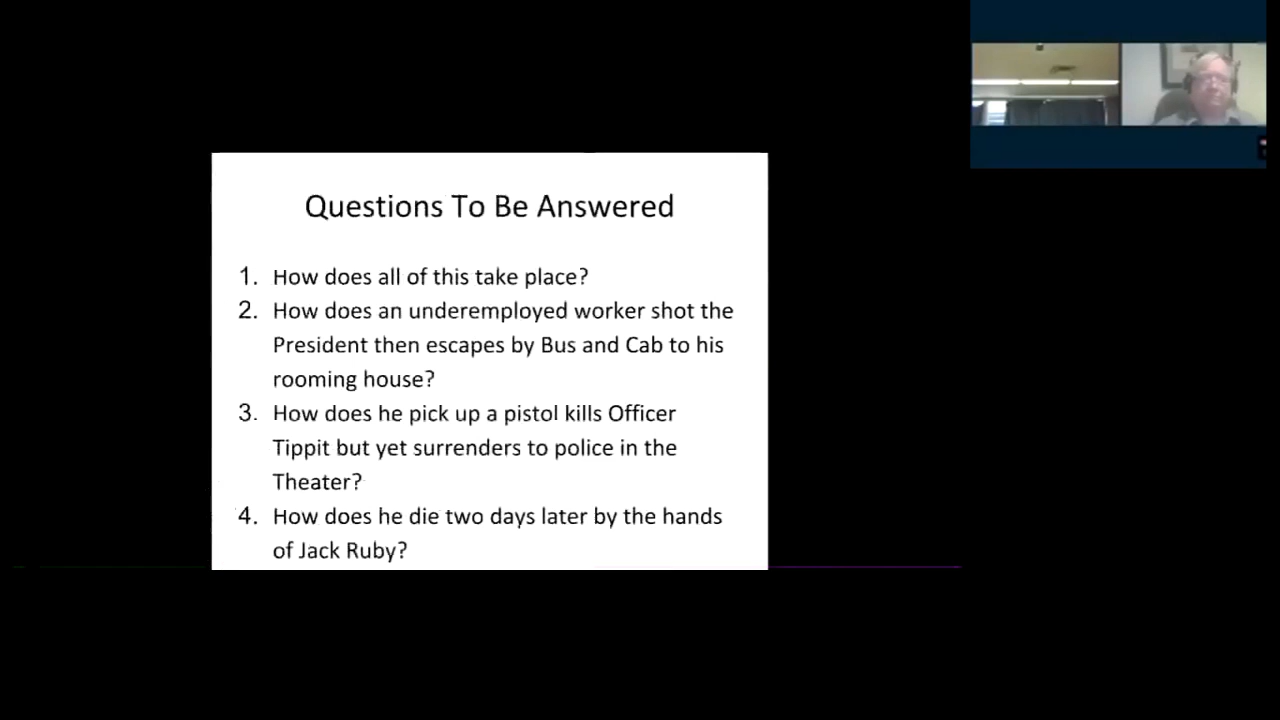 Questions To Be Answered
1. How does all of this take place?
2. How does an underemployed worker shot the
President then escapes by Bus and Cab to his
rooming house?
3. How does he pick up a pistol kills Officer
Tippit but yet surrenders to police in the
Theater?
4. How does he die two days later by the hands
of Jack Ruby?